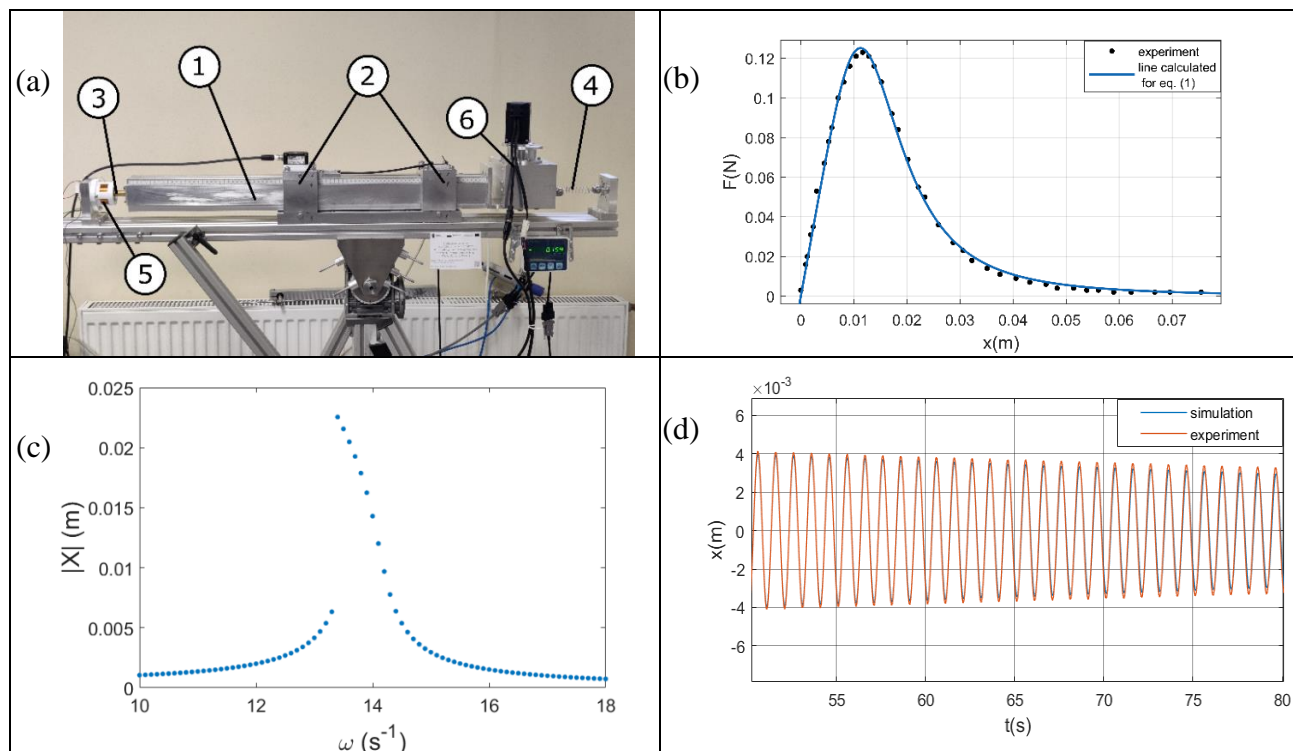 (a)
1
2
3
4
5
6
(b)
experiment
line calculated
for eq. (1)
0.12
0.1
0.08
0.06
0.04
0.02
0
F(N)
0 0.01 0.02 0.03 0.04 0.05 0.06 0.07
x(m)
(c)
0.025
0.02
0.015
0.01
0.005
0
|X| (m)
10 12 14 16 18
ω (s⁻¹)
(d)
×10⁻³
simulation
experiment
6
4
2
0
-2
-4
-6
x(m)
55 60 65 70 75 80
t(s)